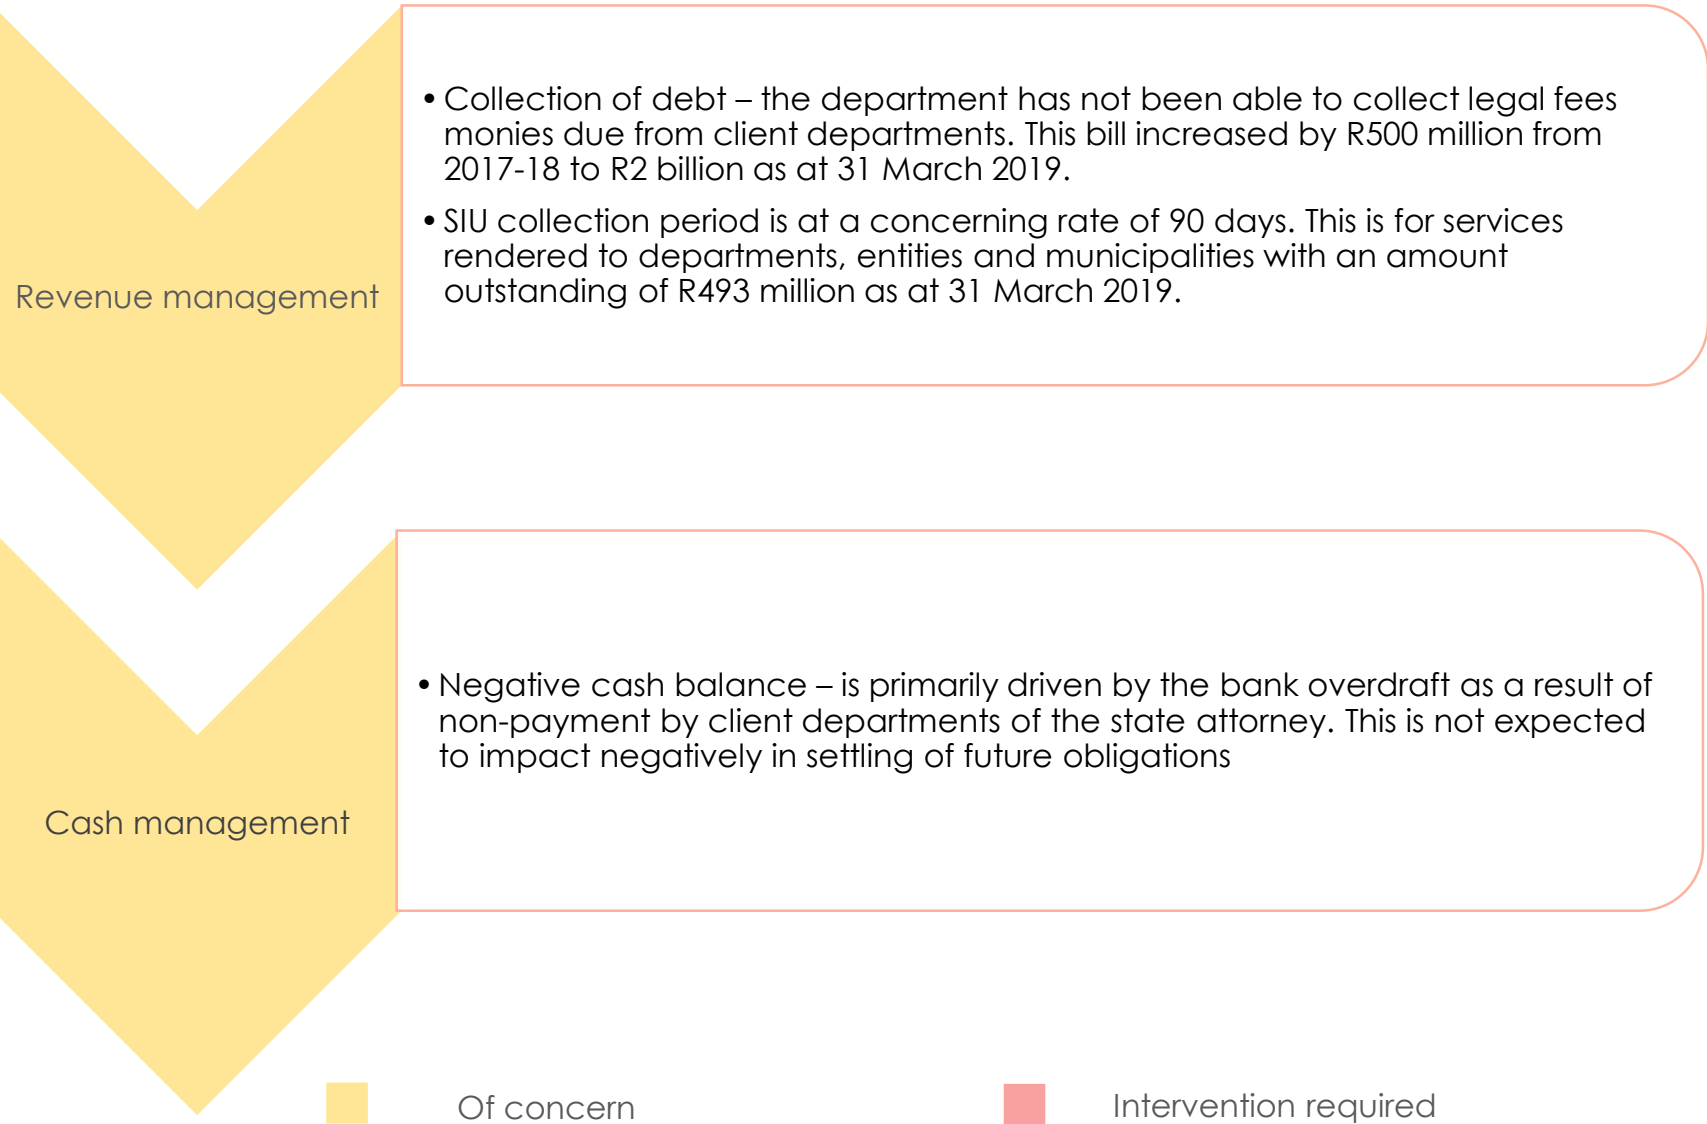 Revenue management
• Collection of debt – the department has not been able to collect legal fees
monies due from client departments. This bill increased by R500 million from
2017-18 to R2 billion as at 31 March 2019.
• SIU collection period is at a concerning rate of 90 days. This is for services
rendered to departments, entities and municipalities with an amount
outstanding of R493 million as at 31 March 2019.
Cash management
• Negative cash balance – is primarily driven by the bank overdraft as a result of
non-payment by client departments of the state attorney. This is not expected
to impact negatively in settling of future obligations
Of concern
Intervention required